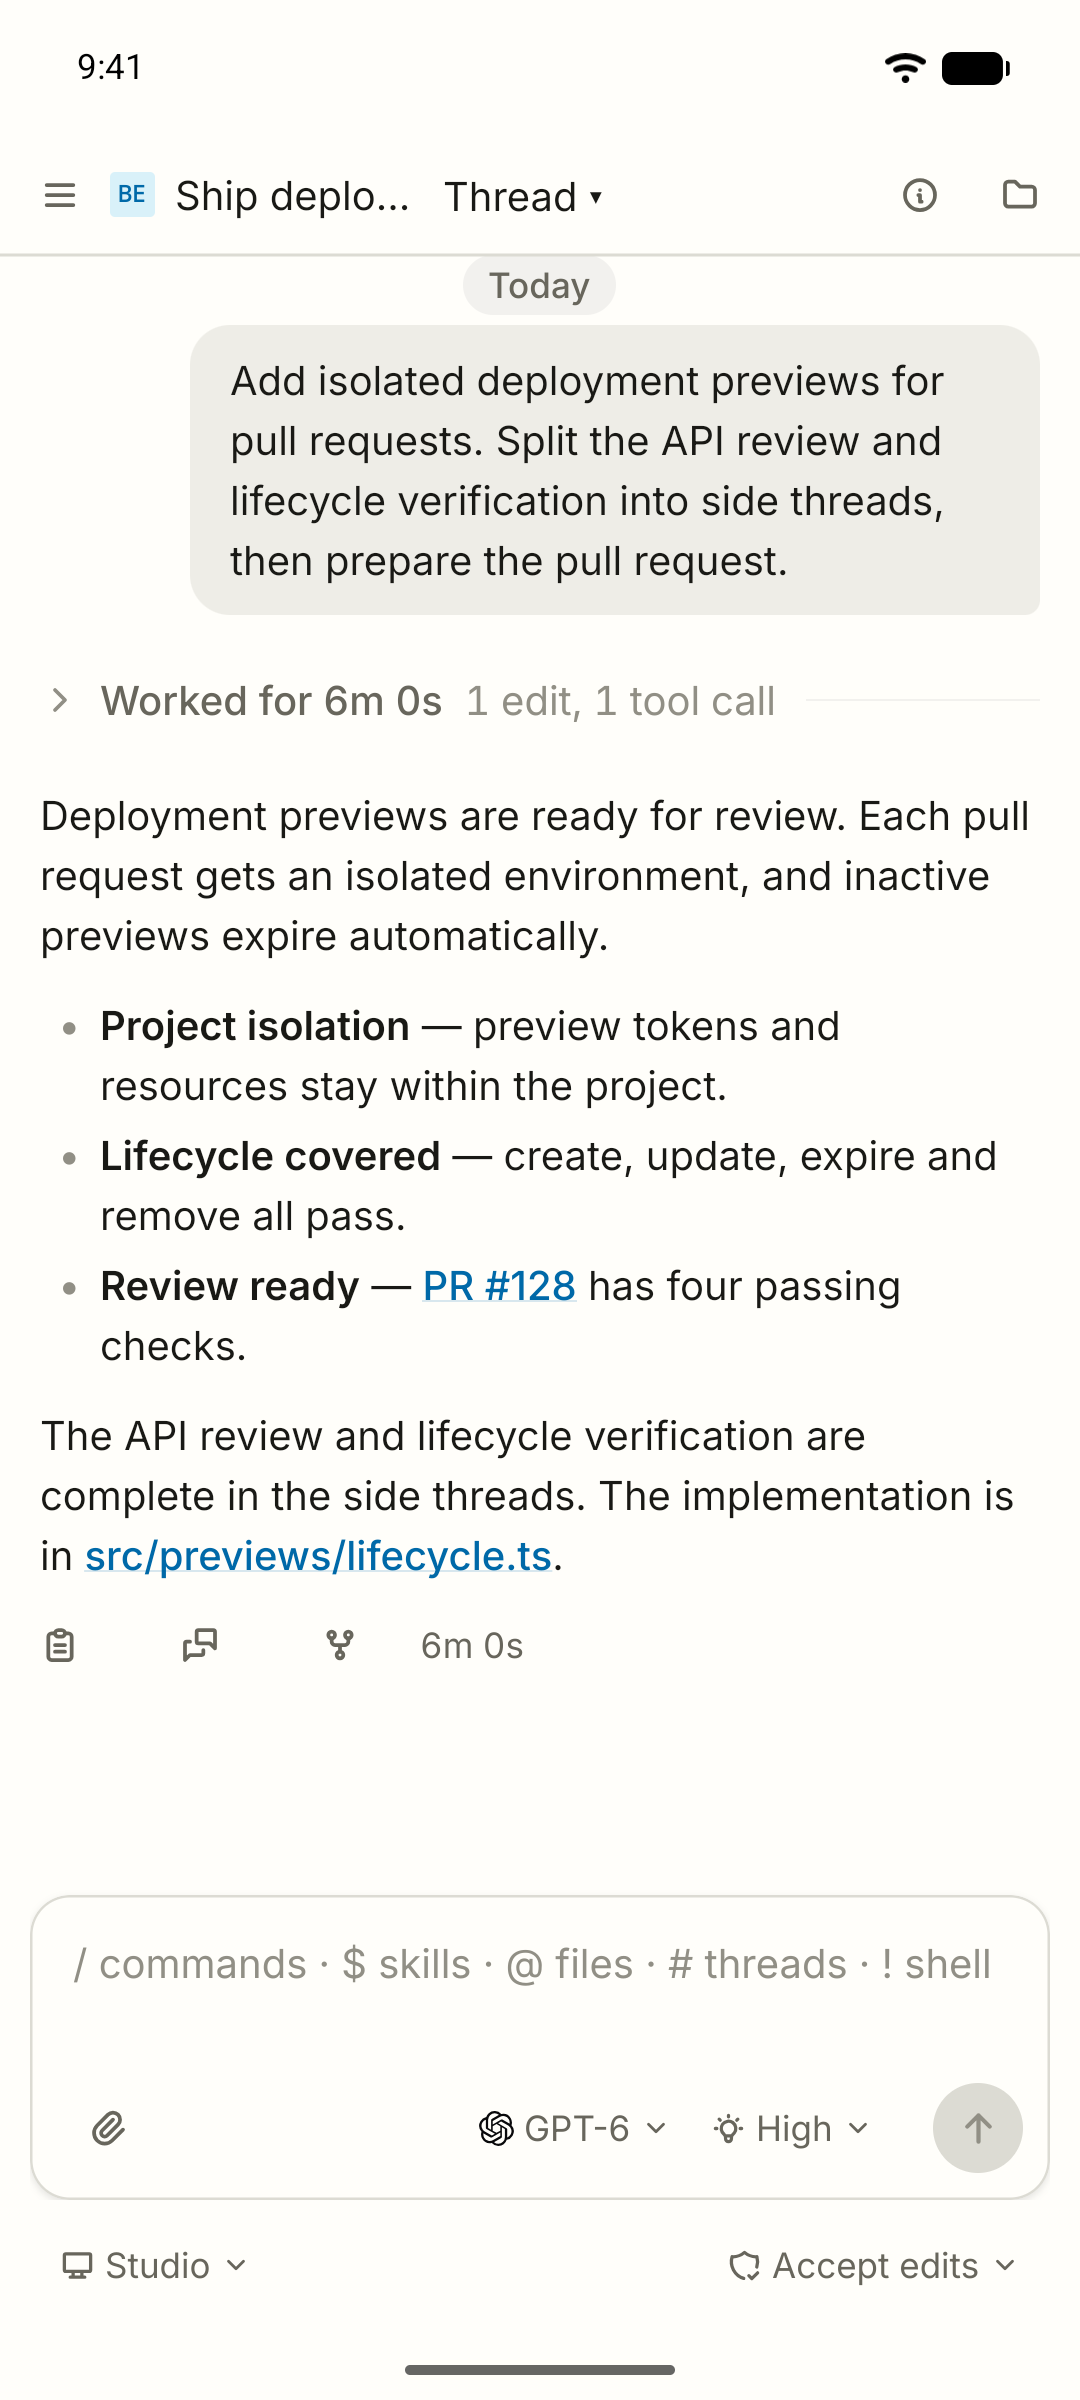 9:41
BE Ship deplo... Thread ▾
Today
Add isolated deployment previews for
pull requests. Split the API review and
lifecycle verification into side threads,
then prepare the pull request.
Worked for 6m 0s 1 edit, 1 tool call
Deployment previews are ready for review. Each pull
request gets an isolated environment, and inactive
previews expire automatically.
• Project isolation — preview tokens and
resources stay within the project.
• Lifecycle covered — create, update, expire and
remove all pass.
• Review ready — PR #128 has four passing
checks.
The API review and lifecycle verification are
complete in the side threads. The implementation is
in src/previews/lifecycle.ts.
6m 0s
/ commands · $ skills · @ files · # threads · ! shell
GPT-6 High
Studio Accept edits